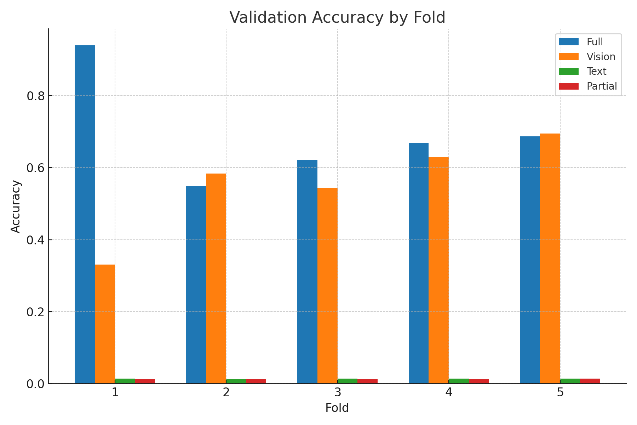 Validation Accuracy by Fold
Full
Vision
Text
Partial
Accuracy
0.8
0.6
0.4
0.2
0.0
1 2 3 4 5
Fold